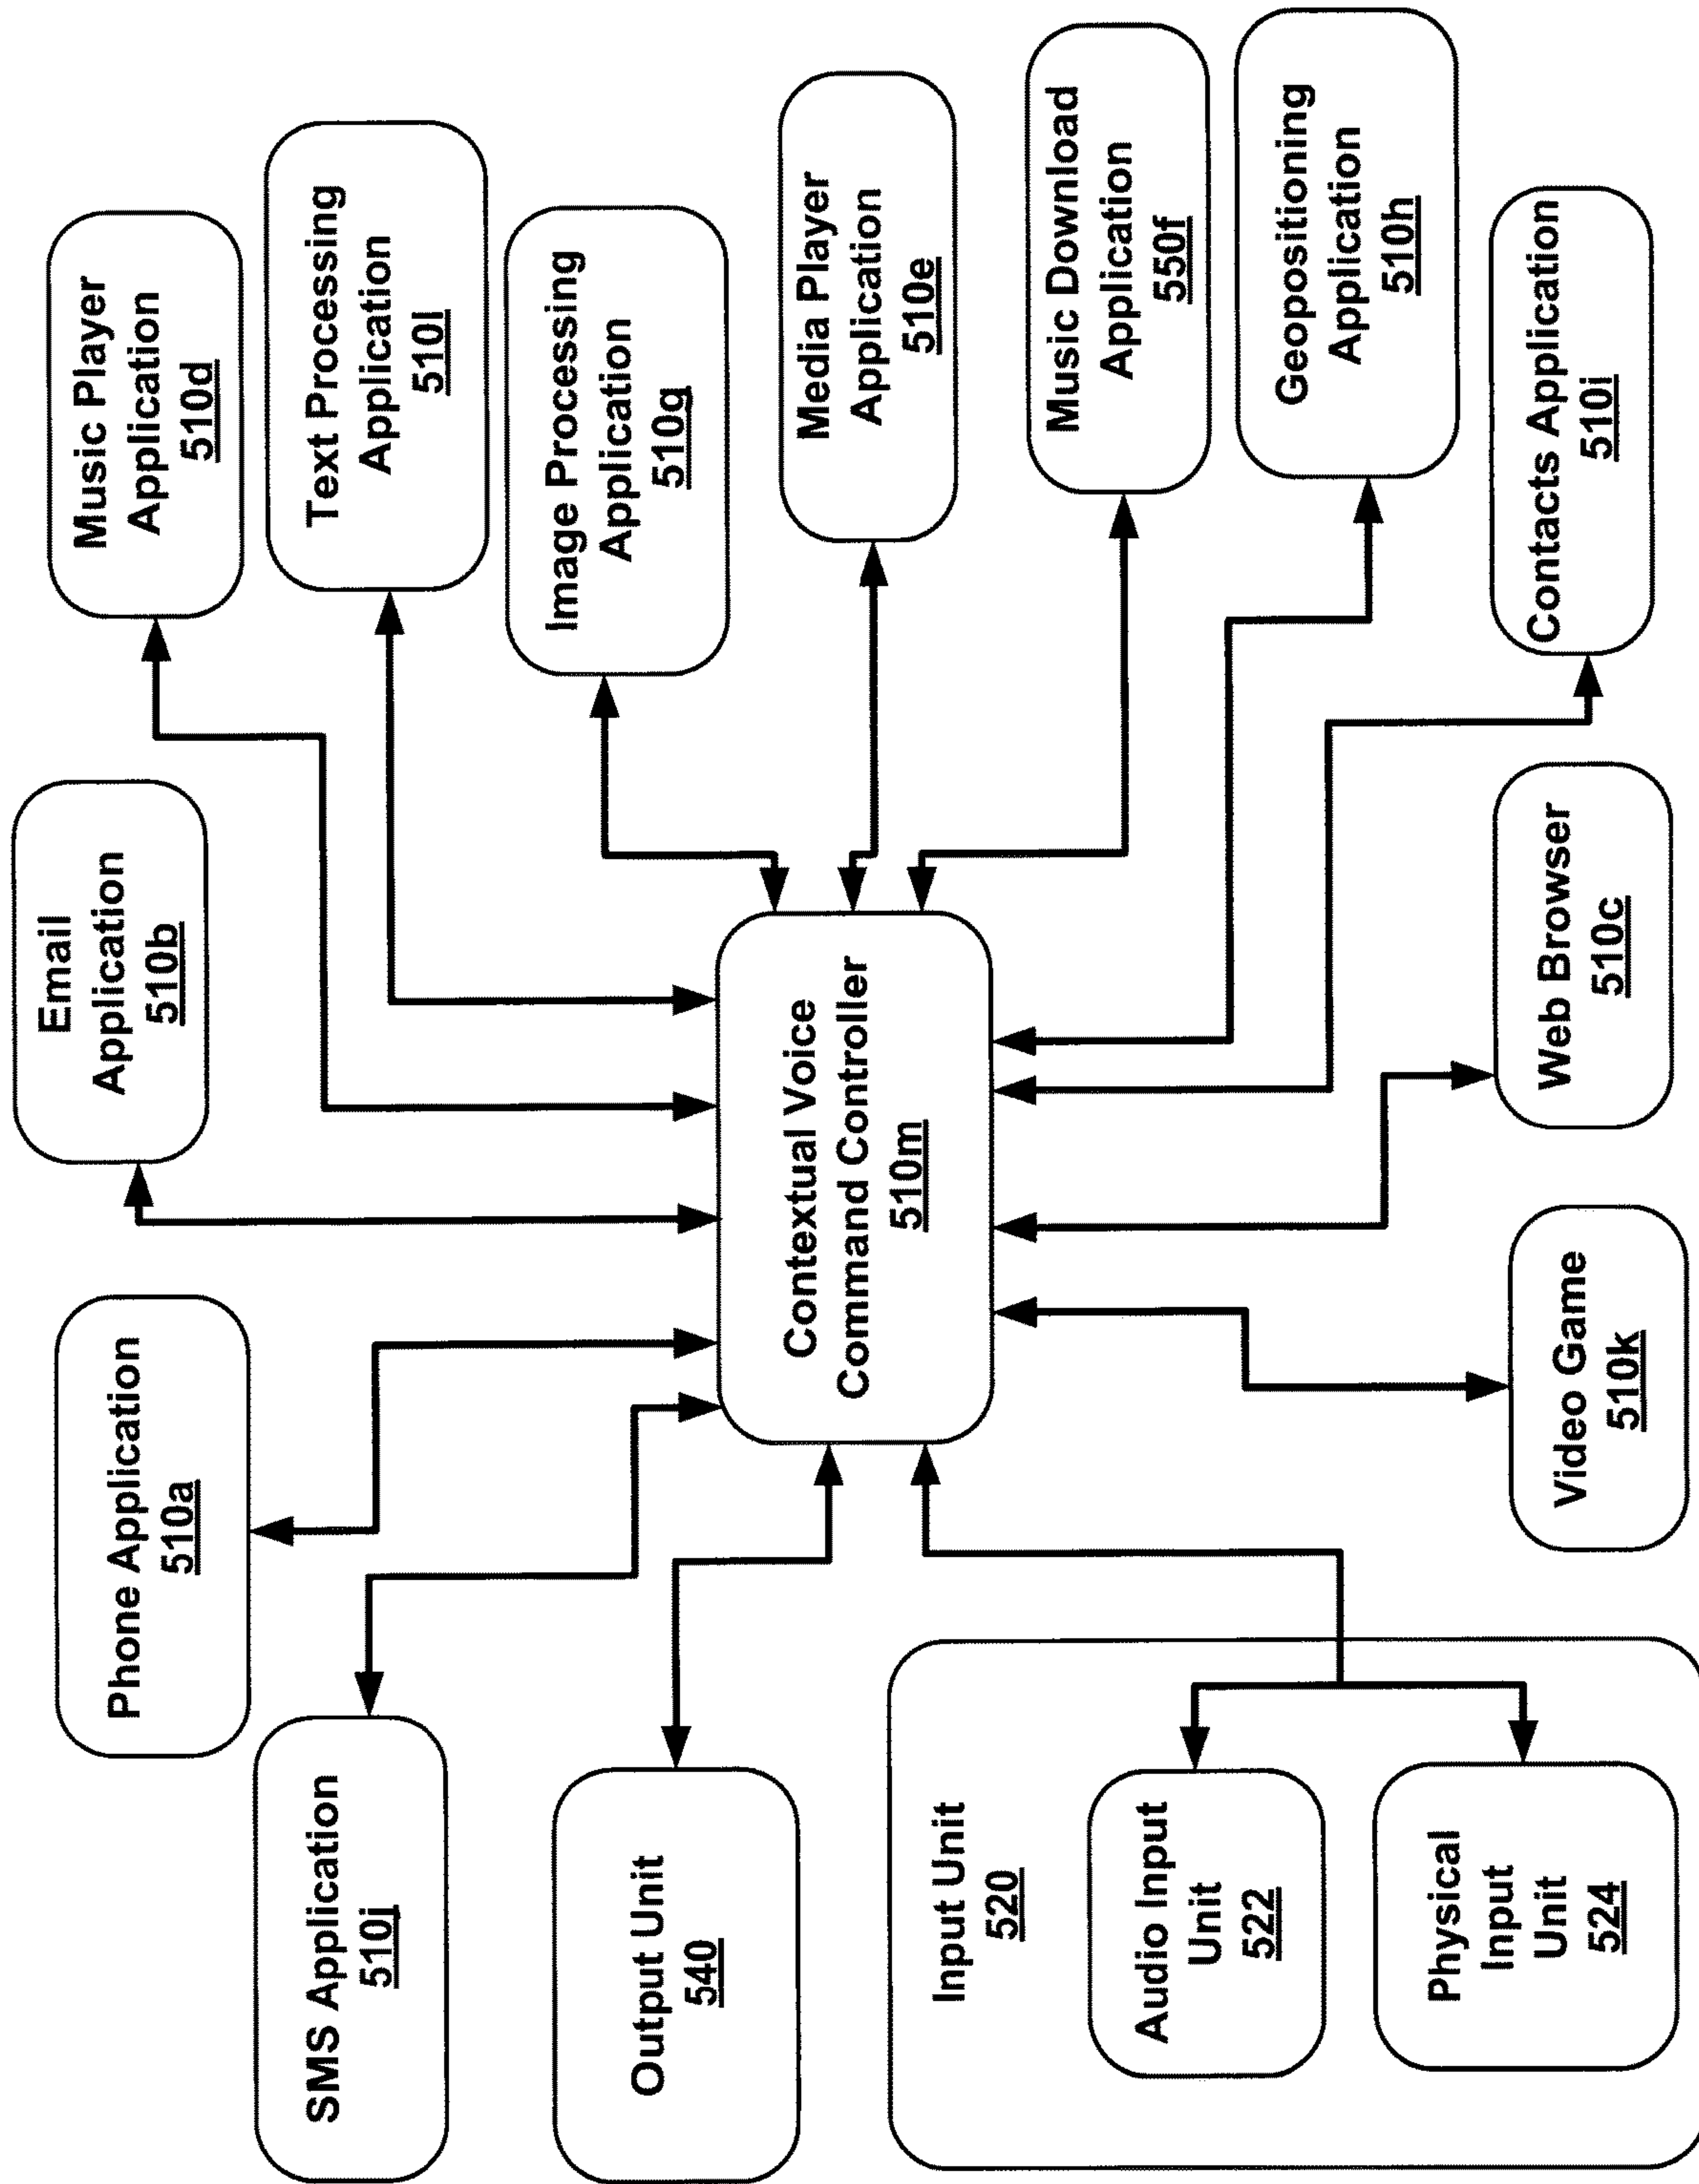 Phone Application
510a
Email
Application
510b
Music Player
Application
510d
SMS Application
510j
Text Processing
Application
510l
Image Processing
Application
510g
Output Unit
540
Contextual Voice
Command Controller
510m
Media Player
Application
510e
Input Unit
520
Audio Input
Unit
522
Physical
Input
Unit
524
Music Download
Application
550f
Geopositioning
Application
510h
Video Game
510k
Web Browser
510c
Contacts Application
510i